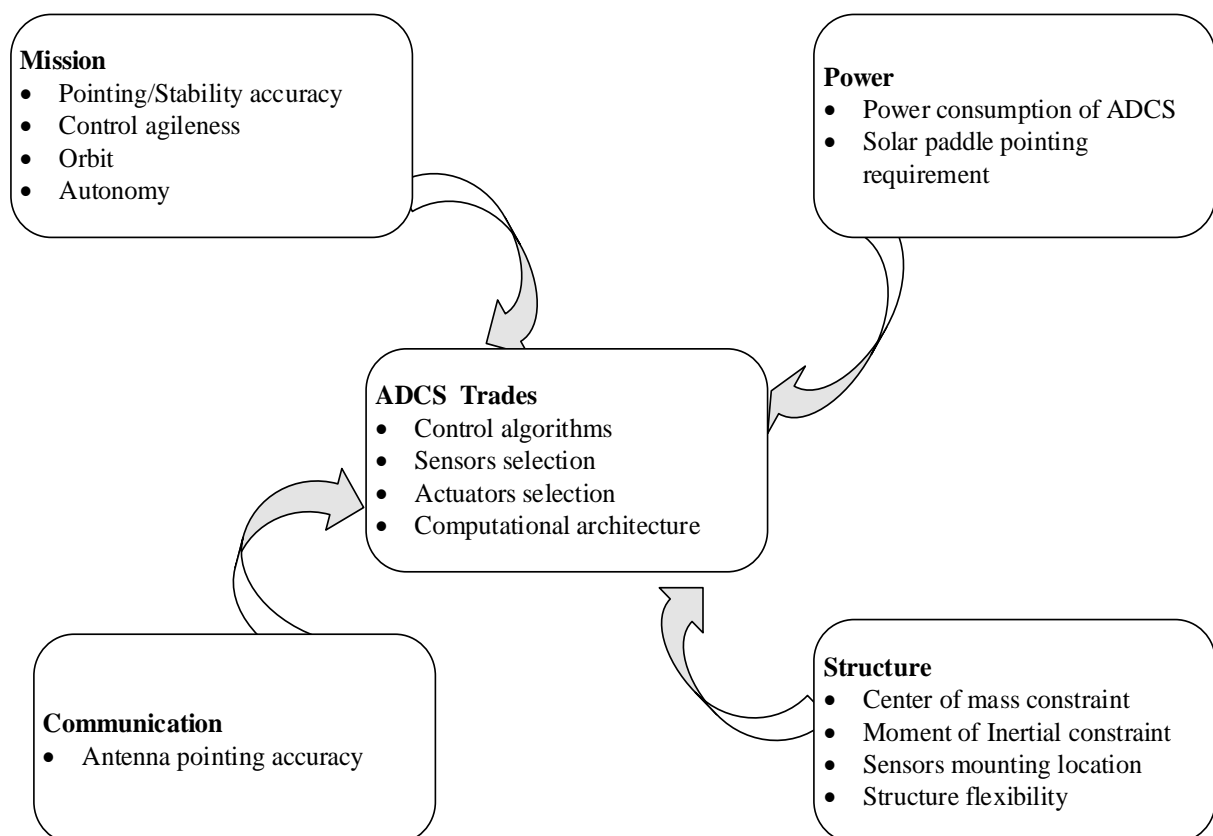 Mission
• Pointing/Stability accuracy
• Control agileness
• Orbit
• Autonomy
Power
• Power consumption of ADCS
• Solar paddle pointing
requirement
ADCS  Trades
• Control algorithms
• Sensors selection
• Actuators selection
• Computational architecture
Communication
• Antenna pointing accuracy
Structure
• Center of mass constraint
• Moment of Inertial constraint
• Sensors mounting location
• Structure flexibility